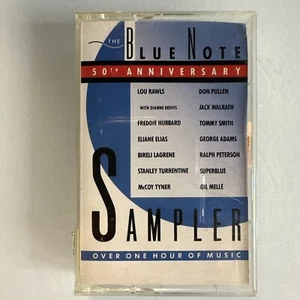 THE
BLUE NOTE
50TH ANNIVERSARY
LOU RAWLS
WITH DIANNE REEVES
FREDDIE HUBBARD
ELIANE ELIAS
BIRELI LAGRENE
STANLEY TURRENTINE
McCOY TYNER
DON PULLEN
JACK WALRATH
TOMMY SMITH
GEORGE ADAMS
RALPH PETERSON
SUPERBLUE
GIL MELLE
SAMPLER
OVER ONE HOUR OF MUSIC